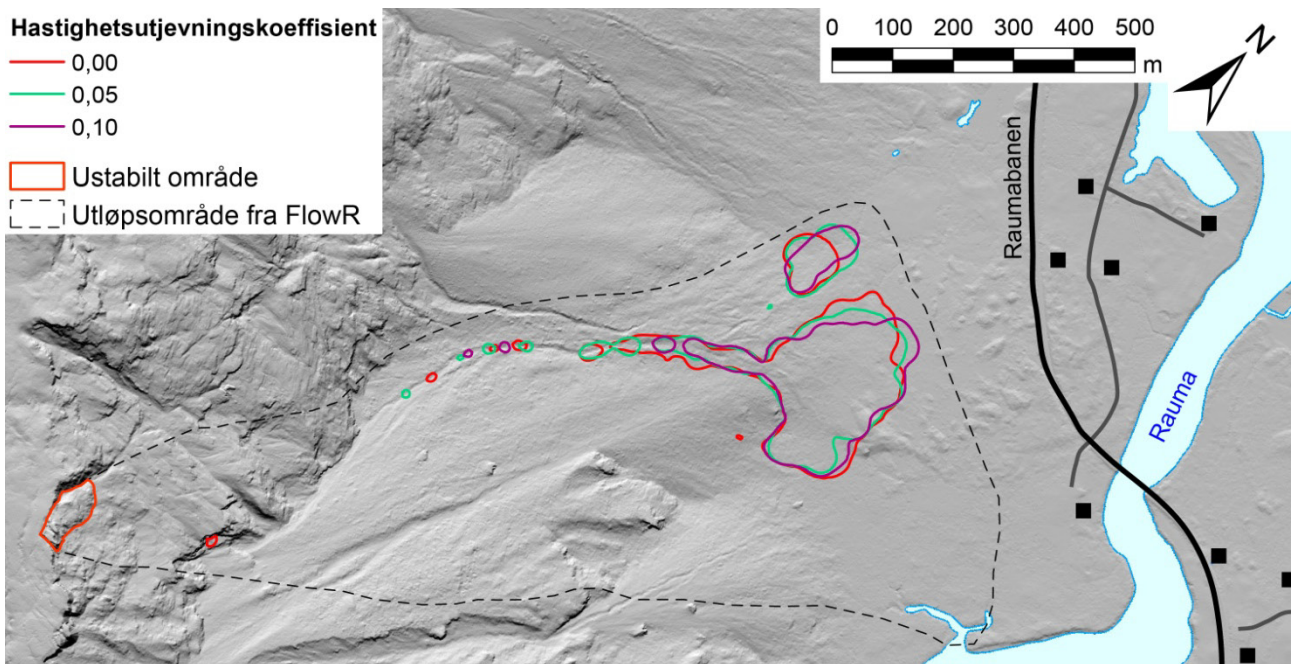 Hastighetsutjevningskoeffisient
0,00
0,05
0,10
Ustabilt område
Utløpsområde fra FlowR
0 100 200 300 400 500
m
N
Raumabanen
Rauma